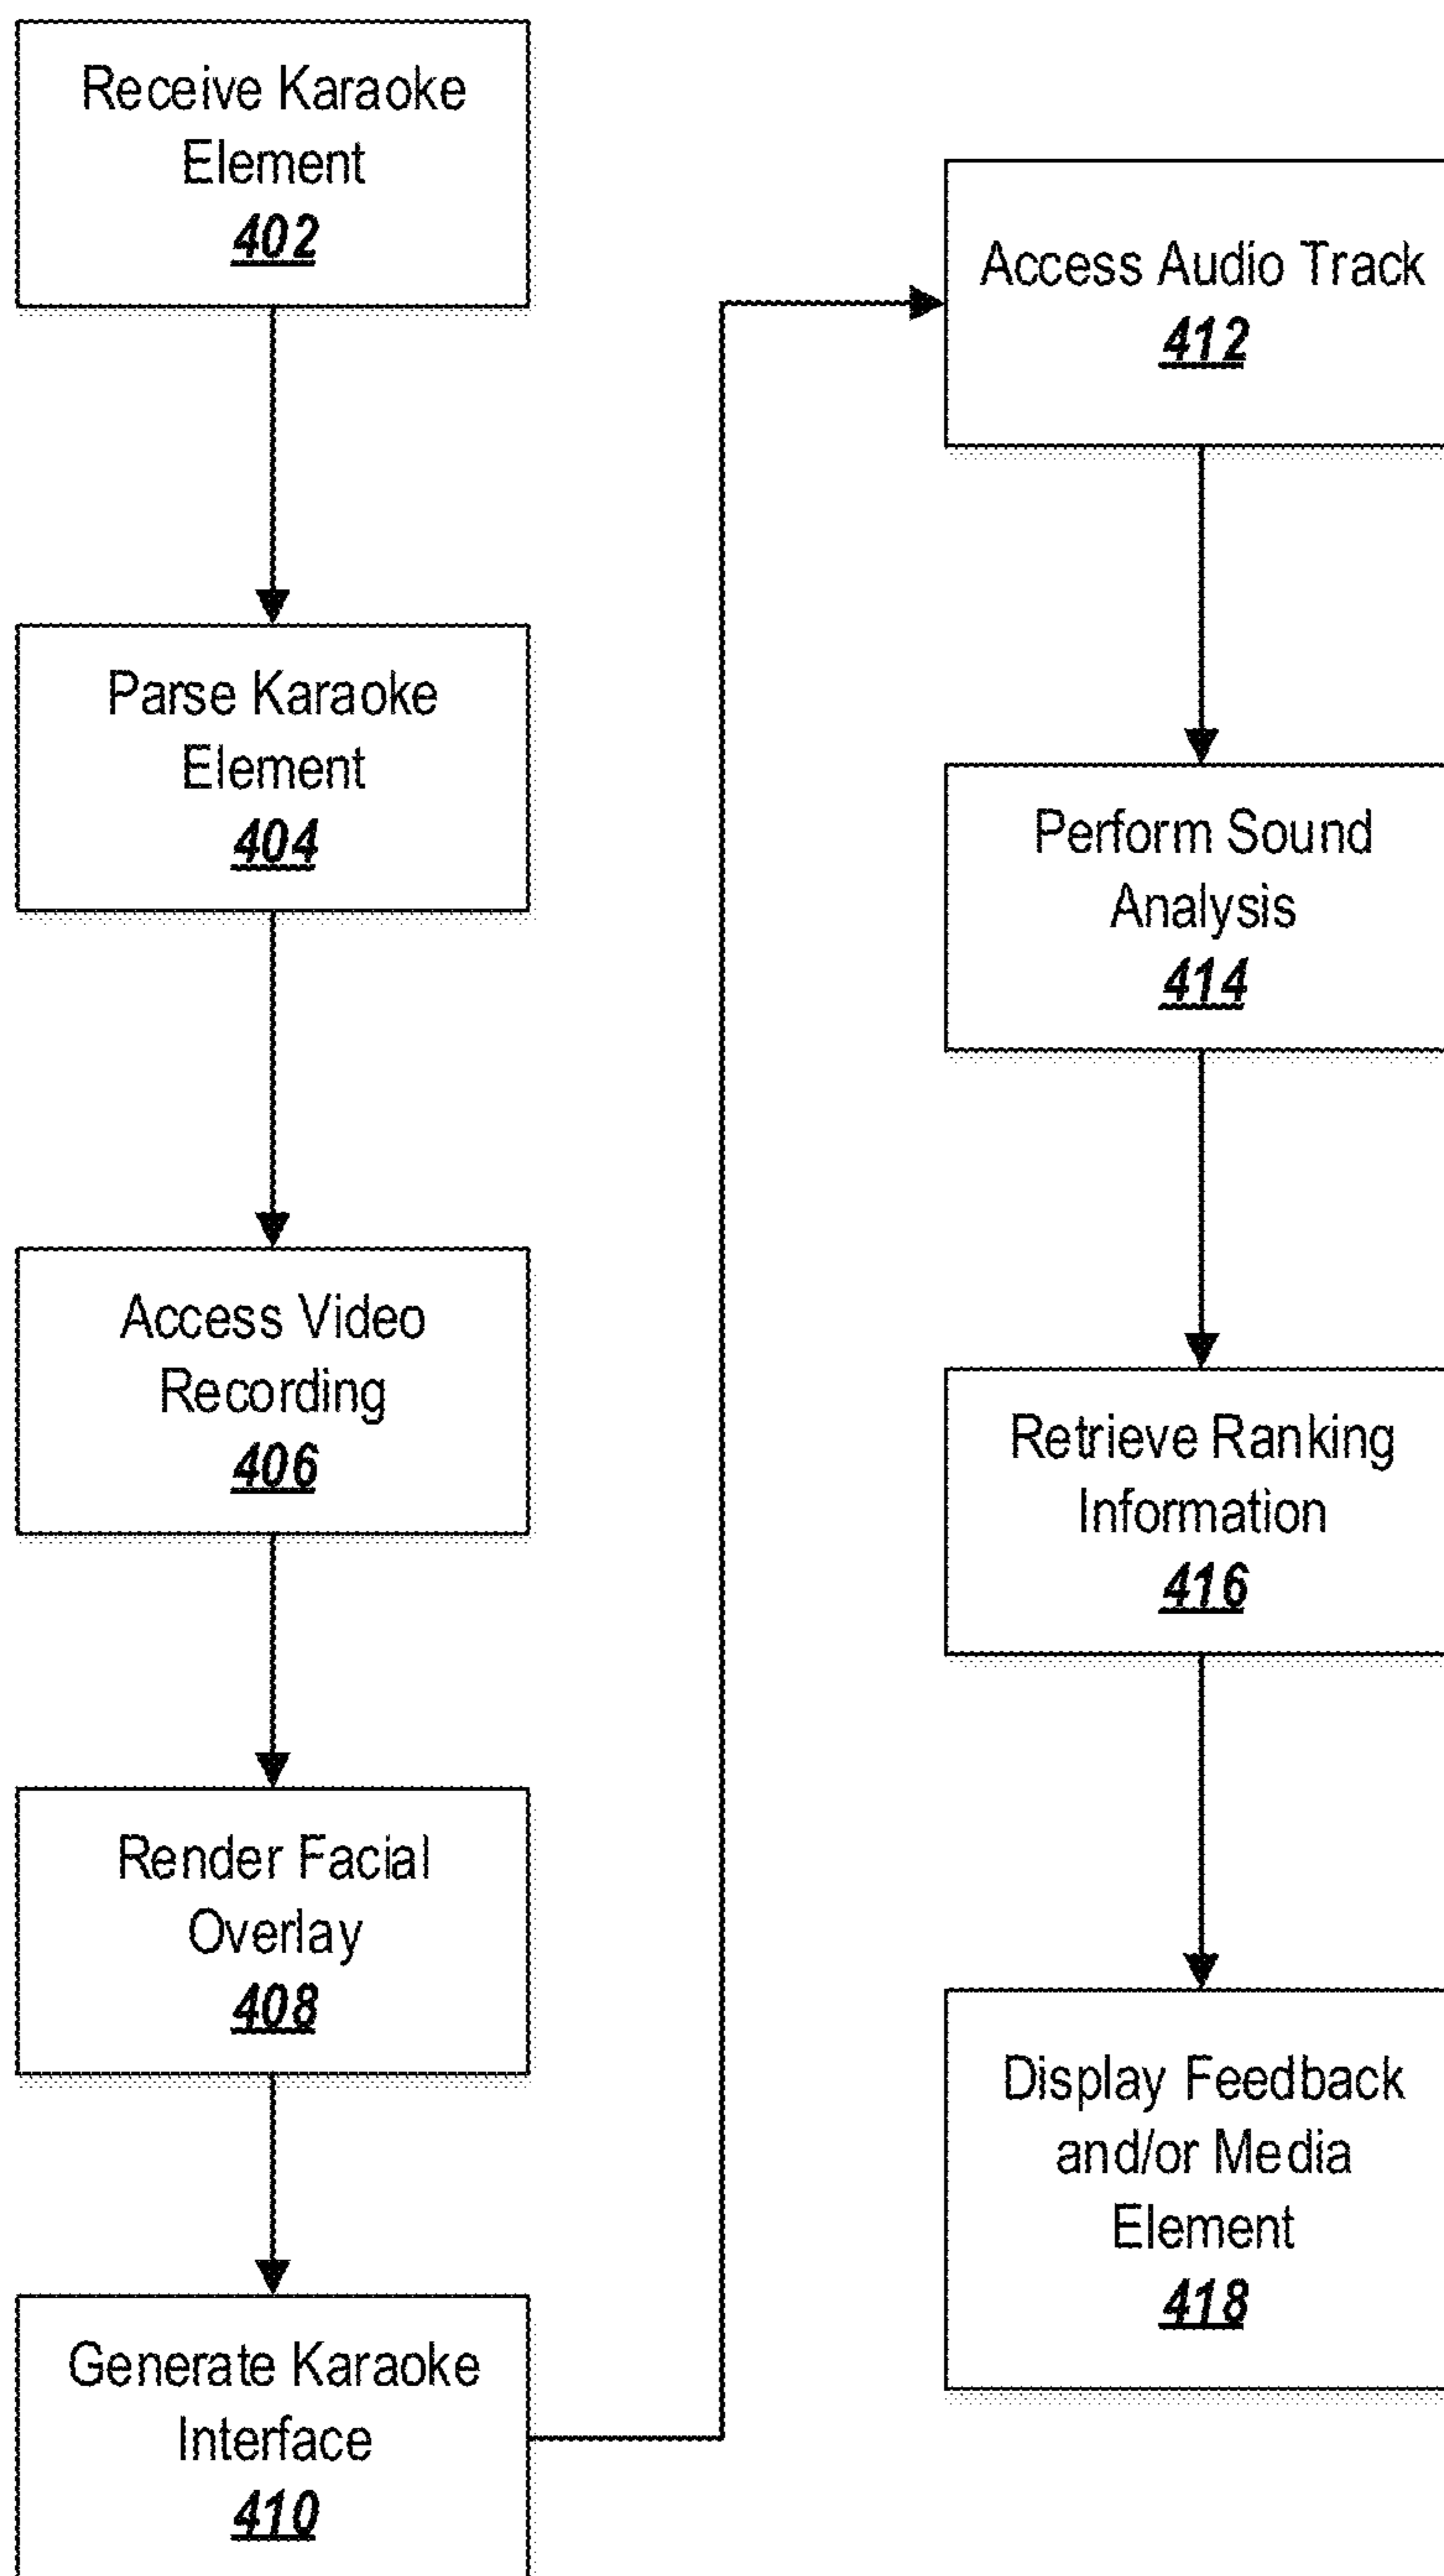 Receive Karaoke
Element
402
Parse Karaoke
Element
404
Access Video
Recording
406
Render Facial
Overlay
408
Generate Karaoke
Interface
410
Access Audio Track
412
Perform Sound
Analysis
414
Retrieve Ranking
Information
416
Display Feedback
and/or Media
Element
418